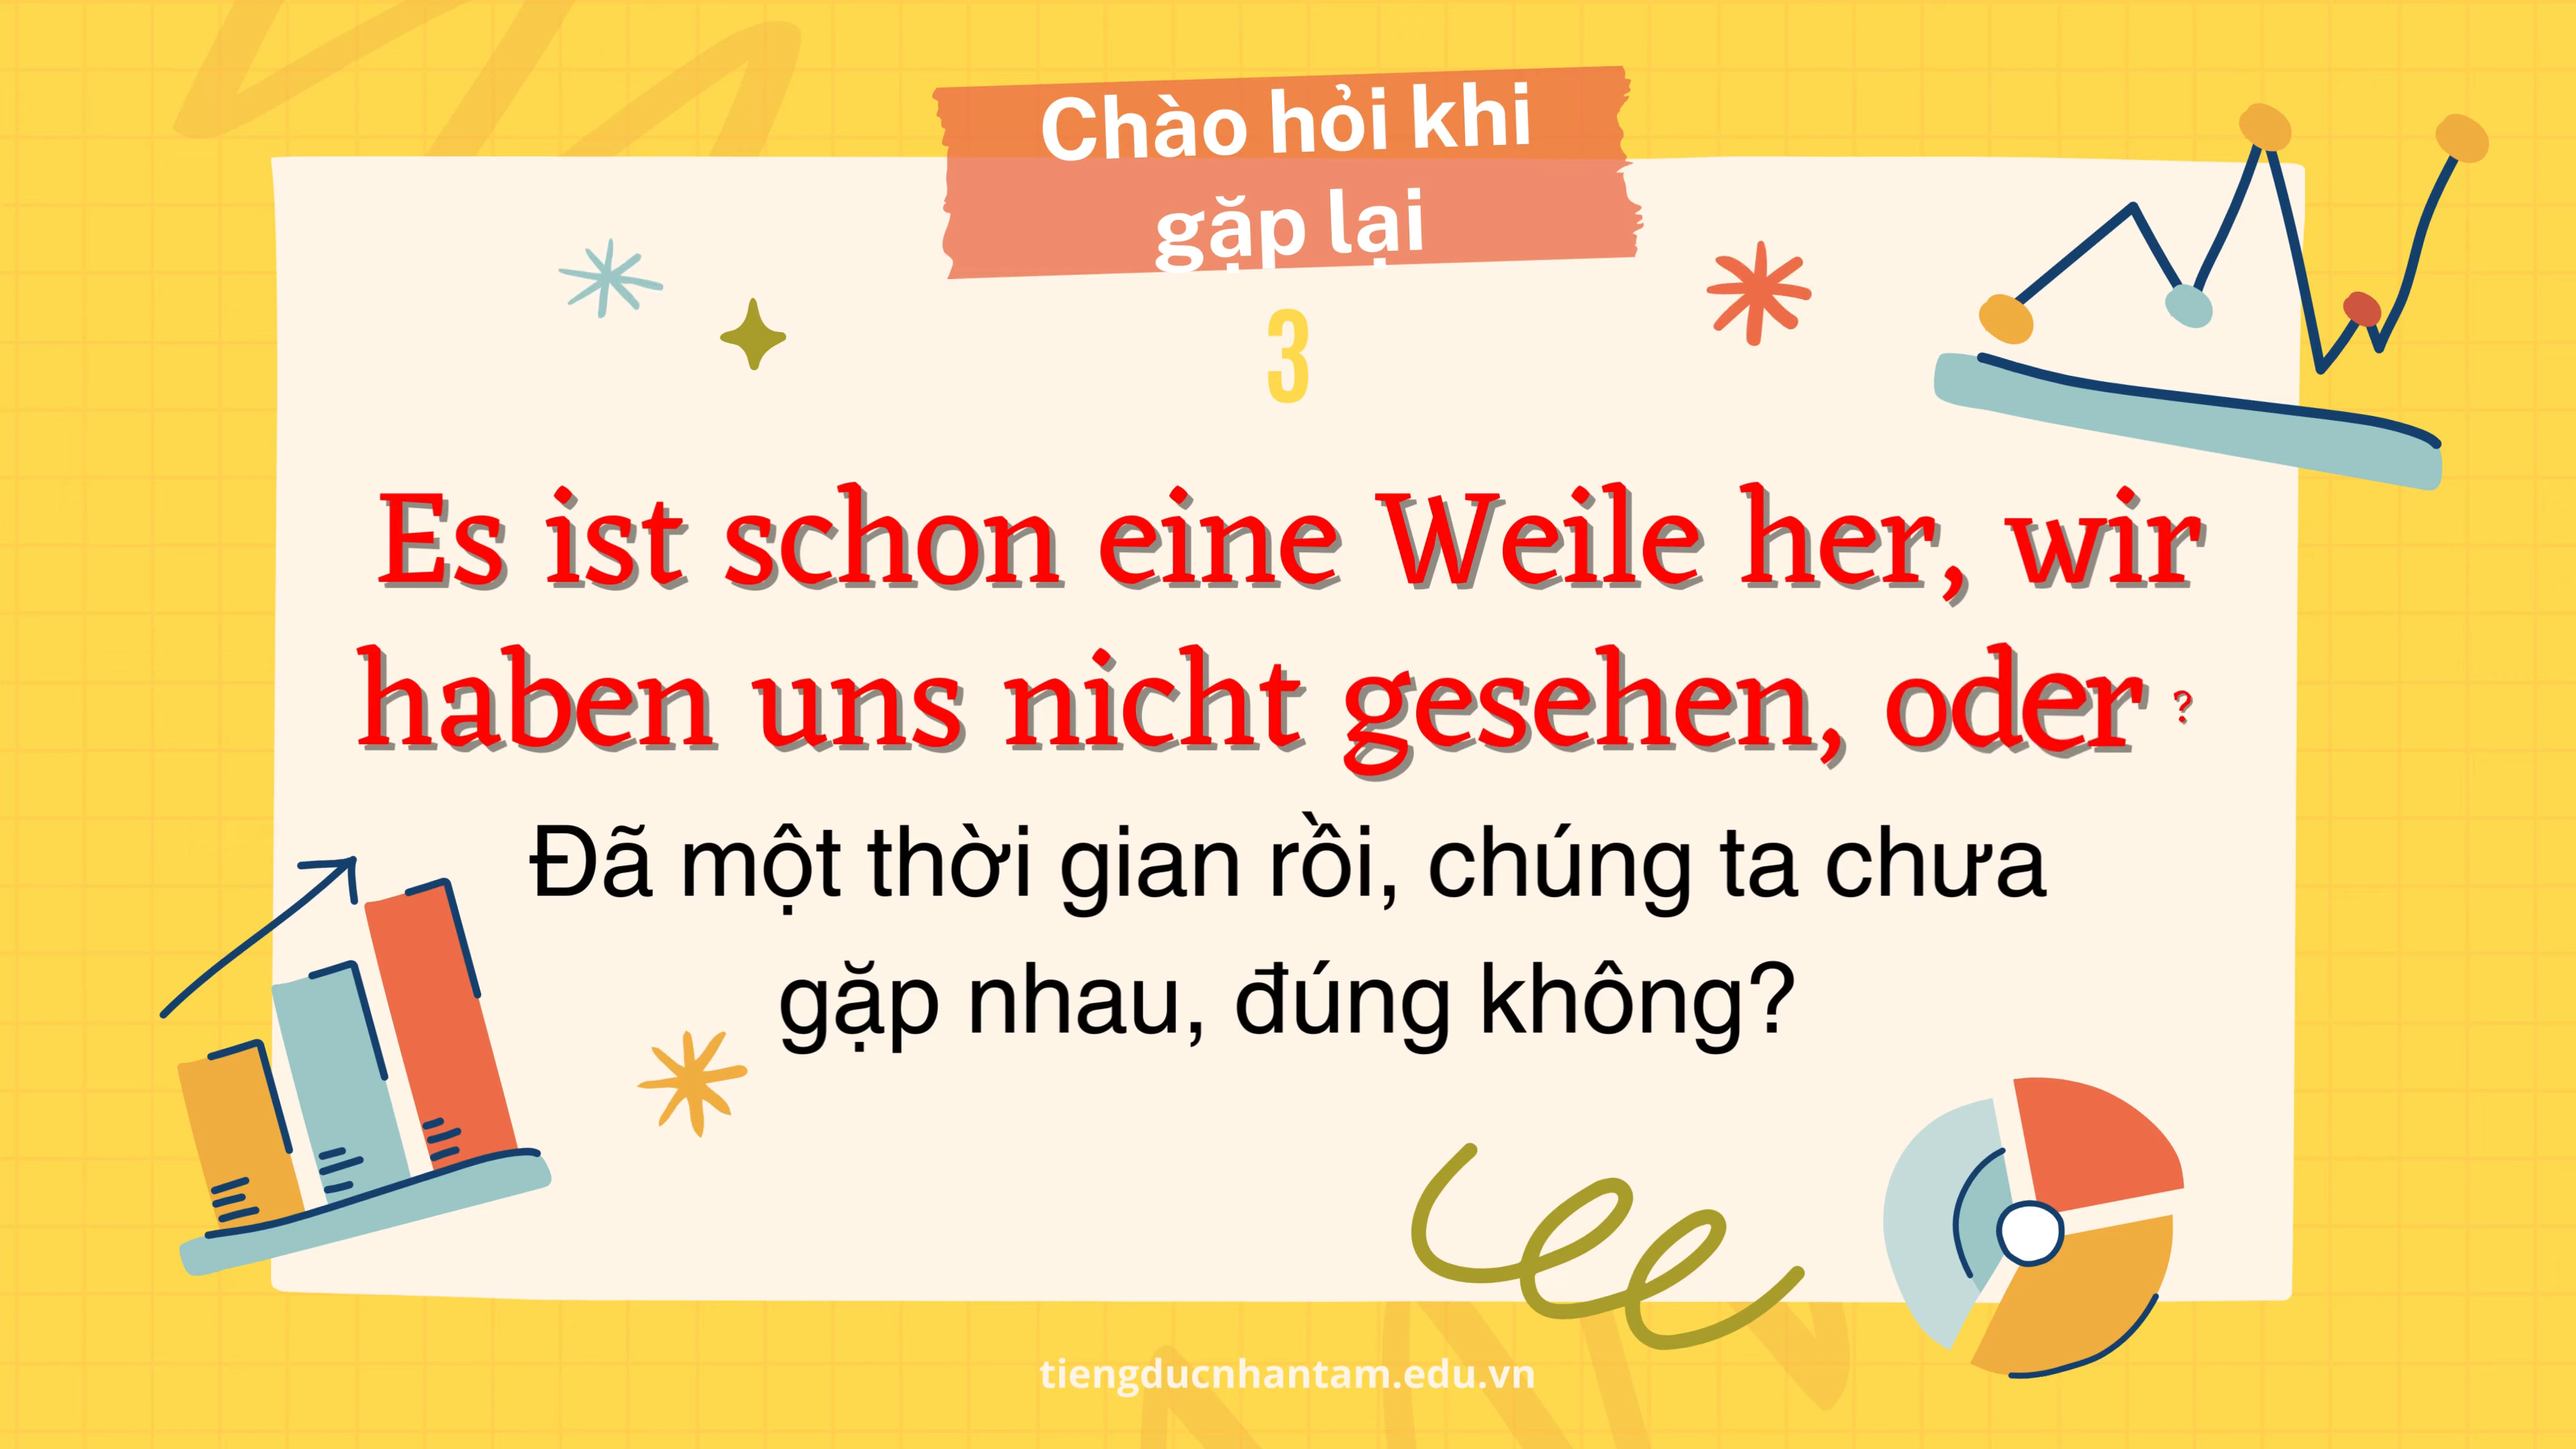 Chào hỏi khi
gặp lại
3
Es ist schon eine Weile her, wir
haben uns nicht gesehen, oder ?
Đã một thời gian rồi, chúng ta chưa
gặp nhau, đúng không?
tiengducnhantam.edu.vn